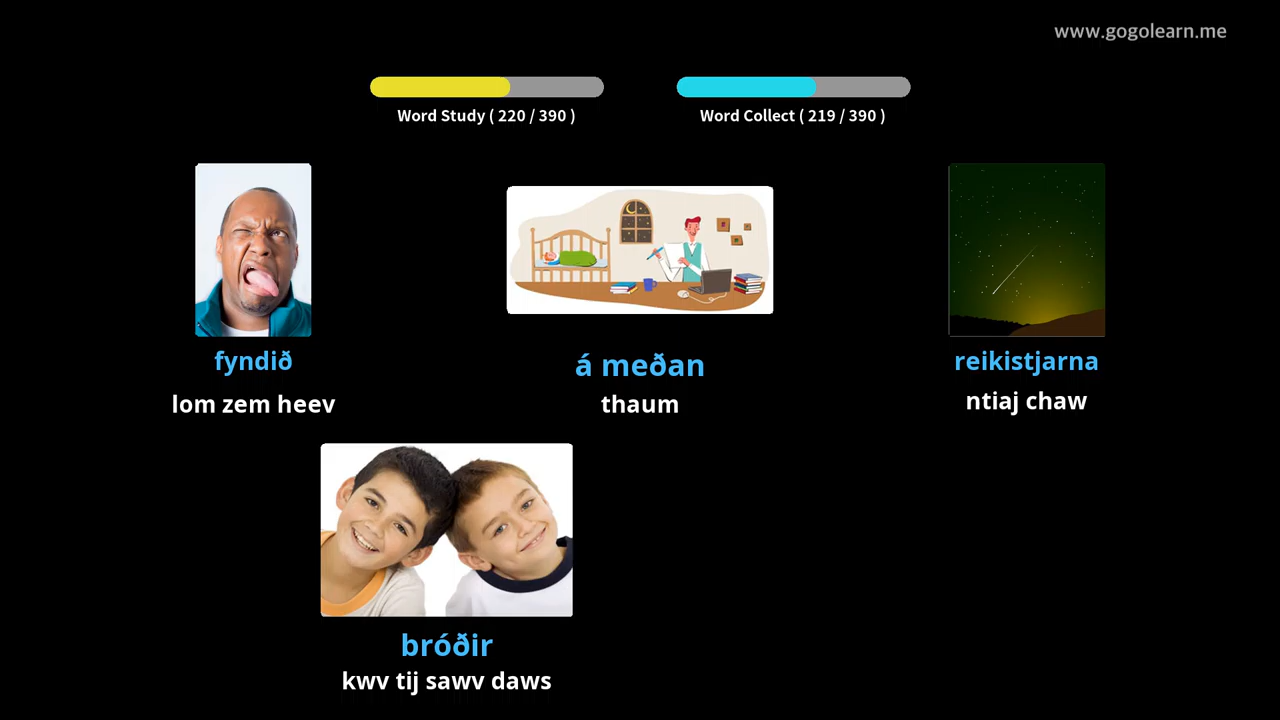 www.gogolearn.me
Word Study ( 220 / 390 )
Word Collect ( 219 / 390 )
fyndið
lom zem heev
á meðan
thaum
reikistjarna
ntiaj chaw
bróðir
kwv tij sawv daws